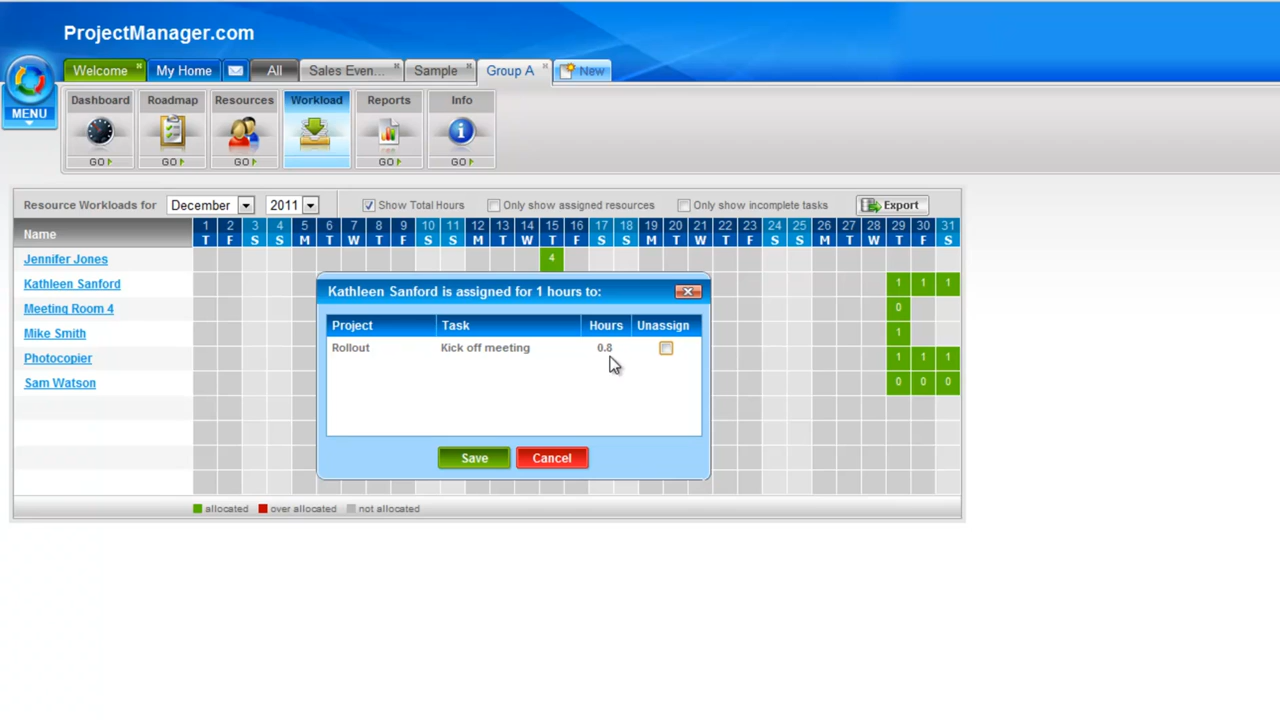 ProjectManager.com
MENU
Welcome × My Home All Sales Even... × Sample × Group A × New
Dashboard Roadmap Resources Workload Reports Info
GO GO GO GO GO
Resource Workloads for December 2011 Show Total Hours Only show assigned resources Only show incomplete tasks Export
Name
1 2 3 4 5 6 7 8 9 10 11 12 13 14 15 16 17 18 19 20 21 22 23 24 25 26 27 28 29 30 31
T F S S M T W T F S S M T W T F S S M T W T F S S M T W T F S
Jennifer Jones 4
Kathleen Sanford 1 1 1
Meeting Room 4 0
Mike Smith 1
Photocopier 1 1 1
Sam Watson 0 0 0
Kathleen Sanford is assigned for 1 hours to:
Project Task Hours Unassign
Rollout Kick off meeting 0.8
Save Cancel
allocated over allocated not allocated